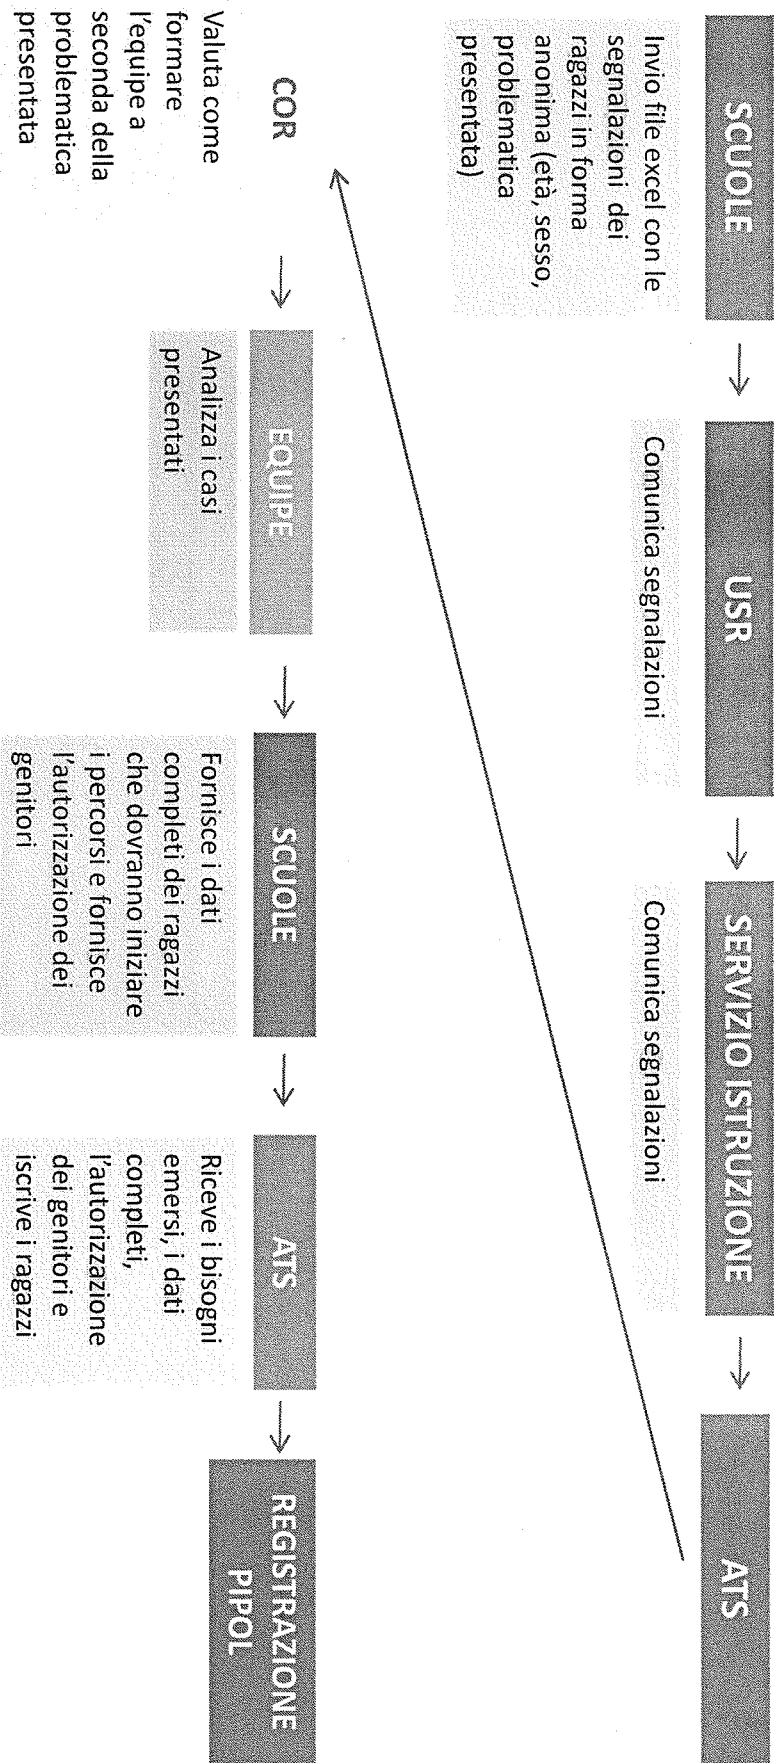 SCUOLE
Invio file excel con le
segnalazioni dei
ragazzi in forma
anonima (età, sesso,
problematica
presentata)
USR
Comunica segnalazioni
SERVIZIO ISTRUZIONE
Comunica segnalazioni
ATS
COR
Valuta come
formare
l'equipe a
seconda della
problematica
presentata
EQUIPE
Analizza i casi
presentati
SCUOLE
Fornisce i dati
completi dei ragazzi
che dovranno iniziare
i percorsi e fornisce
l'autorizzazione dei
genitori
ATS
Riceve i bisogni
emersi, i dati
completi,
l'autorizzazione
dei genitori e
iscrive i ragazzi
REGISTRAZIONE
PIPOL